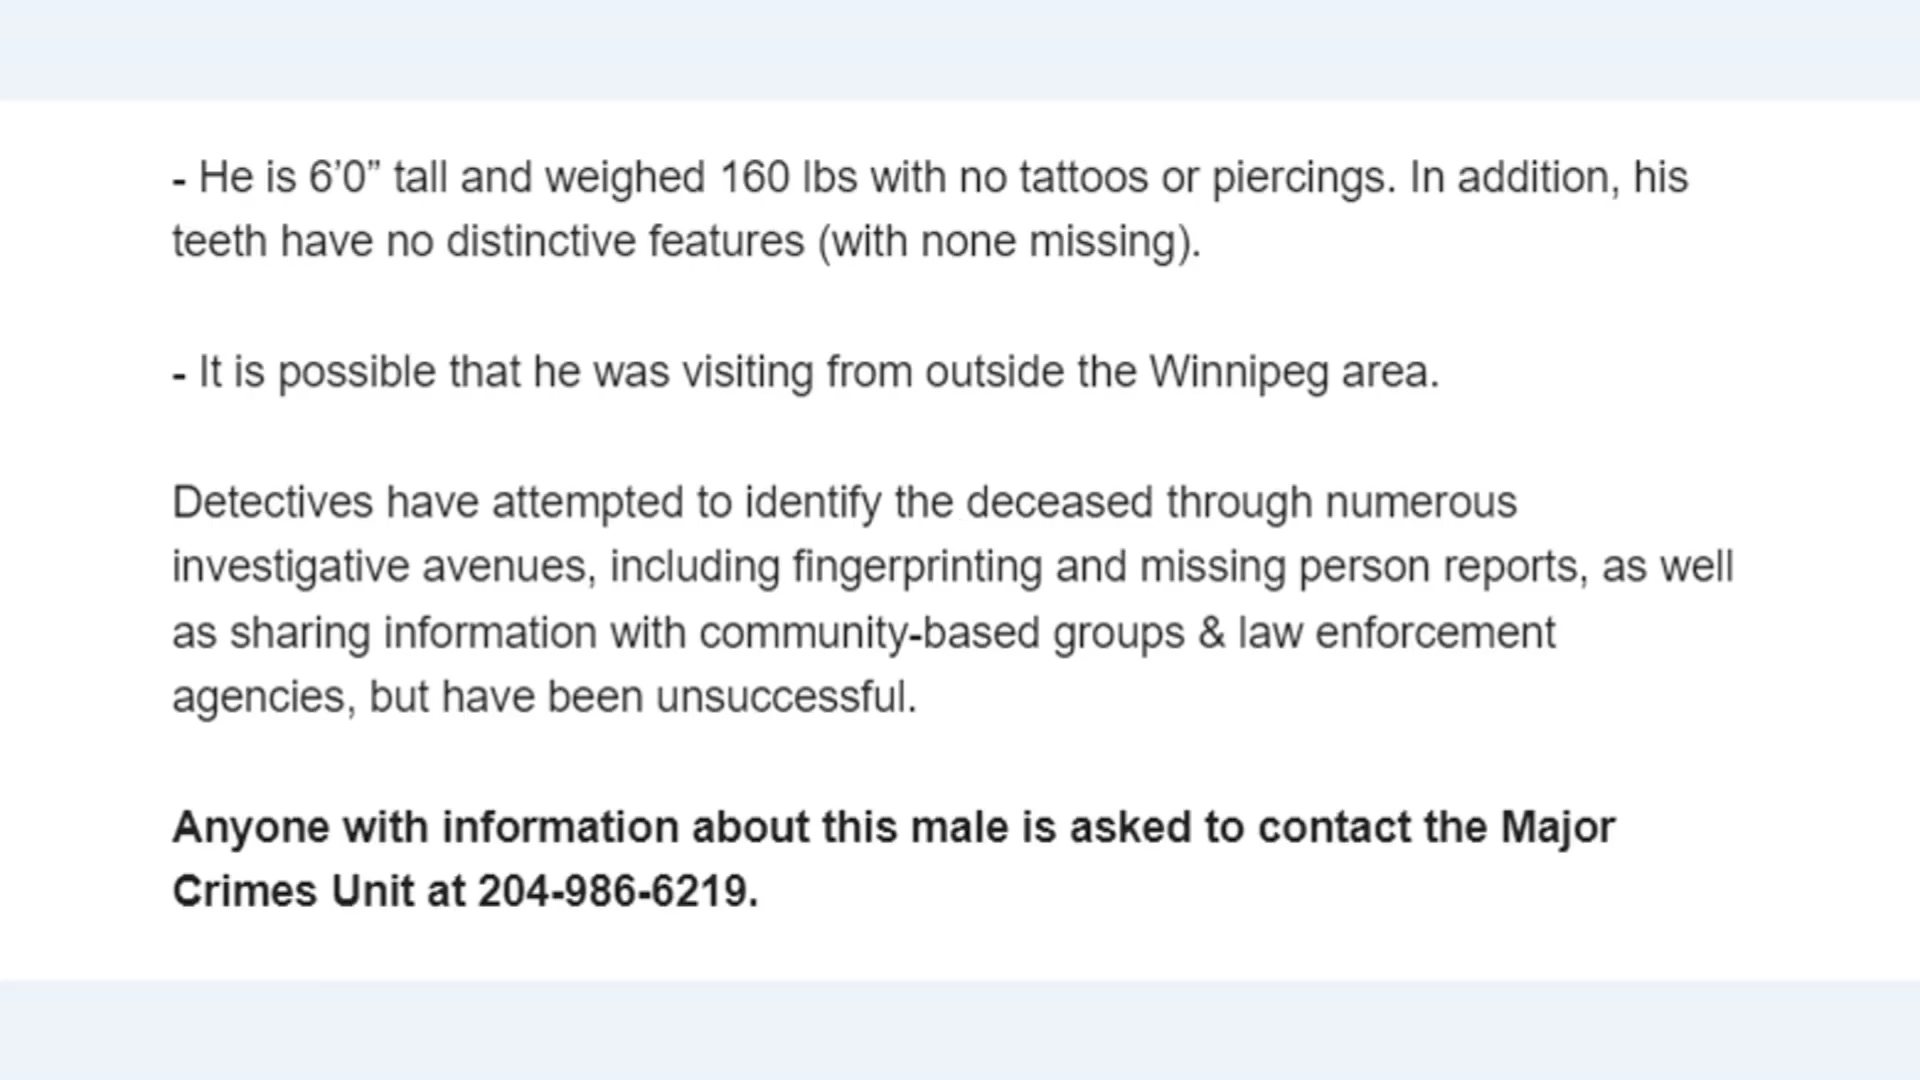 - He is 6’0” tall and weighed 160 lbs with no tattoos or piercings. In addition, his
teeth have no distinctive features (with none missing).
- It is possible that he was visiting from outside the Winnipeg area.
Detectives have attempted to identify the deceased through numerous
investigative avenues, including fingerprinting and missing person reports, as well
as sharing information with community-based groups & law enforcement
agencies, but have been unsuccessful.
Anyone with information about this male is asked to contact the Major
Crimes Unit at 204-986-6219.